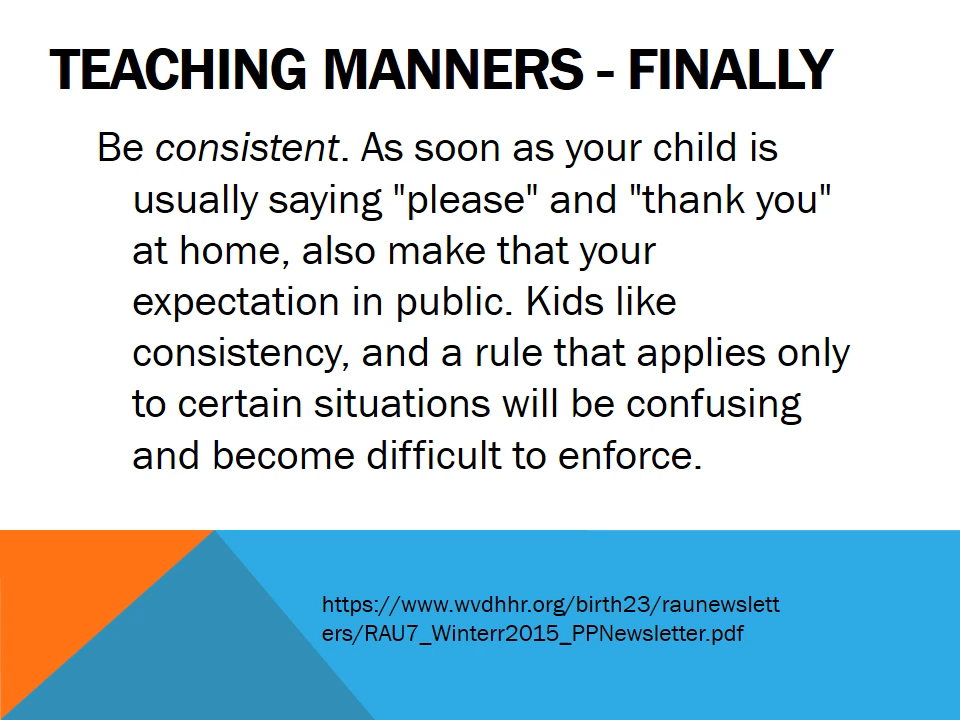 TEACHING MANNERS - FINALLY
Be consistent. As soon as your child is
usually saying "please" and "thank you"
at home, also make that your
expectation in public. Kids like
consistency, and a rule that applies only
to certain situations will be confusing
and become difficult to enforce.
https://www.wvdhhr.org/birth23/raunewslett
ers/RAU7_Winterr2015_PPNewsletter.pdf